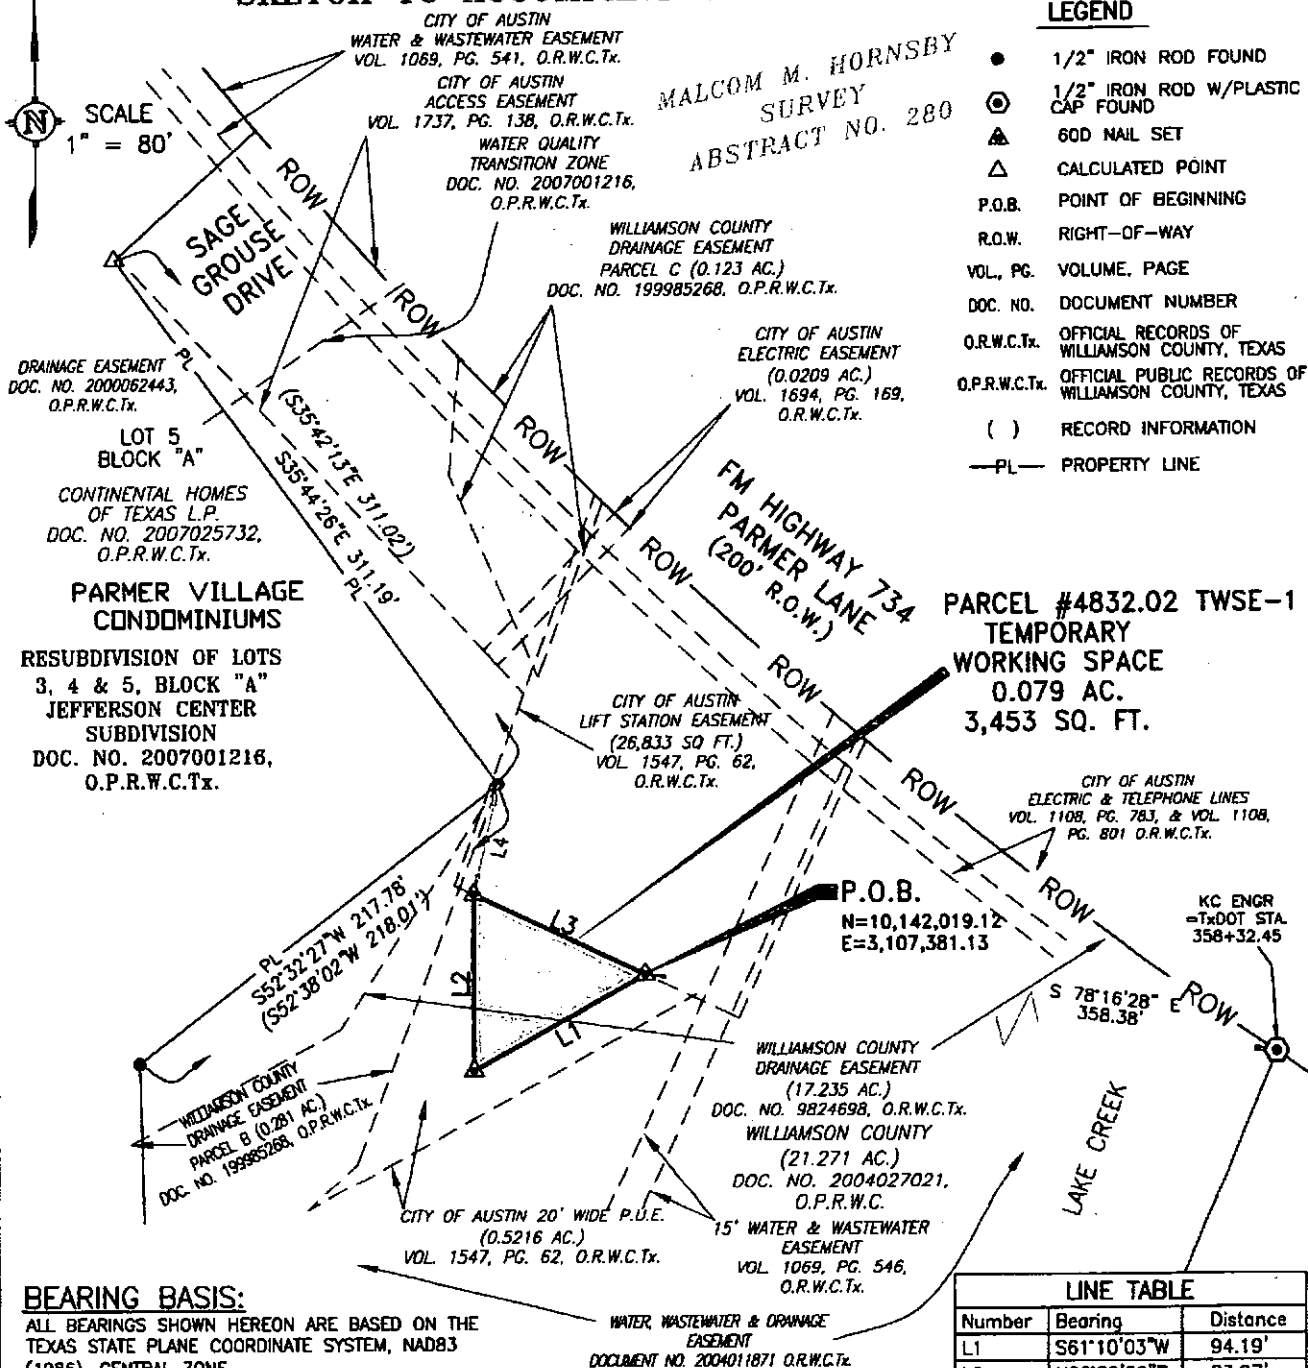 CITY OF AUSTIN
WATER & WASTEWATER EASEMENT
VOL. 1069, PG. 541, O.R.W.C.Tx.
CITY OF AUSTIN
ACCESS EASEMENT
VOL. 1737, PG. 138, O.R.W.C.Tx.
WATER QUALITY
TRANSITION ZONE
DOC. NO. 2007001216,
O.P.R.W.C.Tx.
MALCOM M. HORNSBY
SURVEY
ABSTRACT NO. 280
LEGEND
1/2" IRON ROD FOUND
1/2" IRON ROD W/PLASTIC
CAP FOUND
60D NAIL SET
CALCULATED POINT
P.O.B. POINT OF BEGINNING
R.O.W. RIGHT-OF-WAY
VOL., PG. VOLUME, PAGE
DOC. NO. DOCUMENT NUMBER
O.R.W.C.Tx. OFFICIAL RECORDS OF
WILLIAMSON COUNTY, TEXAS
O.P.R.W.C.Tx. OFFICIAL PUBLIC RECORDS OF
WILLIAMSON COUNTY, TEXAS
( ) RECORD INFORMATION
—PL— PROPERTY LINE
N
SCALE
1" = 80'
SAGE
GROUSE
DRIVE
ROW
ROW
ROW
ROW
ROW
ROW
ROW
ROW
WILLIAMSON COUNTY
DRAINAGE EASEMENT
PARCEL C (0.123 AC.)
DOC. NO. 199985268, O.P.R.W.C.Tx.
CITY OF AUSTIN
ELECTRIC EASEMENT
(0.0209 AC.)
VOL. 1694, PG. 169,
O.R.W.C.Tx.
DRAINAGE EASEMENT
DOC. NO. 2000062443,
O.P.R.W.C.Tx.
LOT 5
BLOCK "A"
CONTINENTAL HOMES
OF TEXAS L.P.
DOC. NO. 2007025732,
O.P.R.W.C.Tx.
PARMER VILLAGE
CONDOMINIUMS
RESUBDIVISION OF LOTS
3, 4 & 5, BLOCK "A"
JEFFERSON CENTER
SUBDIVISION
DOC. NO. 2007001216,
O.P.R.W.C.Tx.
PL
(S35°42'13"E 311.02')
S35°44'26"E 311.19'
PL
FM HIGHWAY 734
PARMER LANE
(200' R.O.W.)
PARCEL #4832.02 TWSE-1
TEMPORARY
WORKING SPACE
0.079 AC.
3,453 SQ. FT.
CITY OF AUSTIN
LIFT STATION EASEMENT
(26,833 SQ FT.)
VOL. 1547, PG. 62,
O.R.W.C.Tx.
CITY OF AUSTIN
ELECTRIC & TELEPHONE LINES
VOL. 1108, PG. 783, & VOL. 1108,
PG. 801 O.R.W.C.Tx.
L4
L3
L2
L1
P.O.B.
N=10,142,019.12
E=3,107,381.13
KC ENGR
=TxDOT STA.
358+32.45
S 78°16'28" E
358.38'
PL
S52°32'27"W 217.78'
(S52°38'02"W 218.01')
WILLIAMSON COUNTY
DRAINAGE EASEMENT
PARCEL B (0.281 AC.)
DOC. NO. 199985268, O.P.R.W.C.Tx.
WILLIAMSON COUNTY
DRAINAGE EASEMENT
(17.235 AC.)
DOC. NO. 9824698, O.R.W.C.Tx.
WILLIAMSON COUNTY
(21.271 AC.)
DOC. NO. 2004027021,
O.P.R.W.C.
LAKE CREEK
CITY OF AUSTIN 20' WIDE P.U.E.
(0.5216 AC.)
VOL. 1547, PG. 62, O.R.W.C.Tx.
15' WATER & WASTEWATER
EASEMENT
VOL. 1069, PG. 546,
O.R.W.C.Tx.
WATER, WASTEWATER & DRAINAGE
EASEMENT
DOCUMENT NO. 2004011871 O.R.W.C.Tx.
BEARING BASIS:
ALL BEARINGS SHOWN HEREON ARE BASED ON THE
TEXAS STATE PLANE COORDINATE SYSTEM, NAD83
LINE TABLE
Number Bearing Distance
L1 S61°10'03"W 94.19'